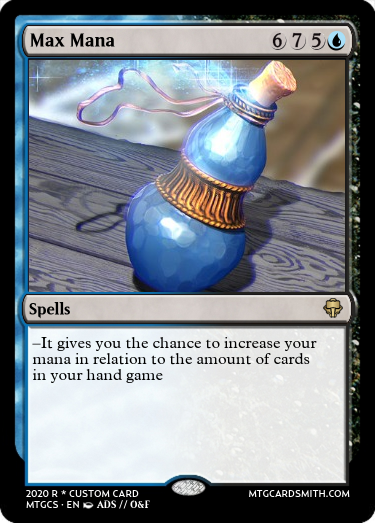 Max Mana 6 7 5
Spells
–It gives you the chance to increase your
mana in relation to the amount of cards
in your hand game
2020 R * CUSTOM CARD
MTGCS · EN ADS // O&F
MTGCARDSMITH.COM